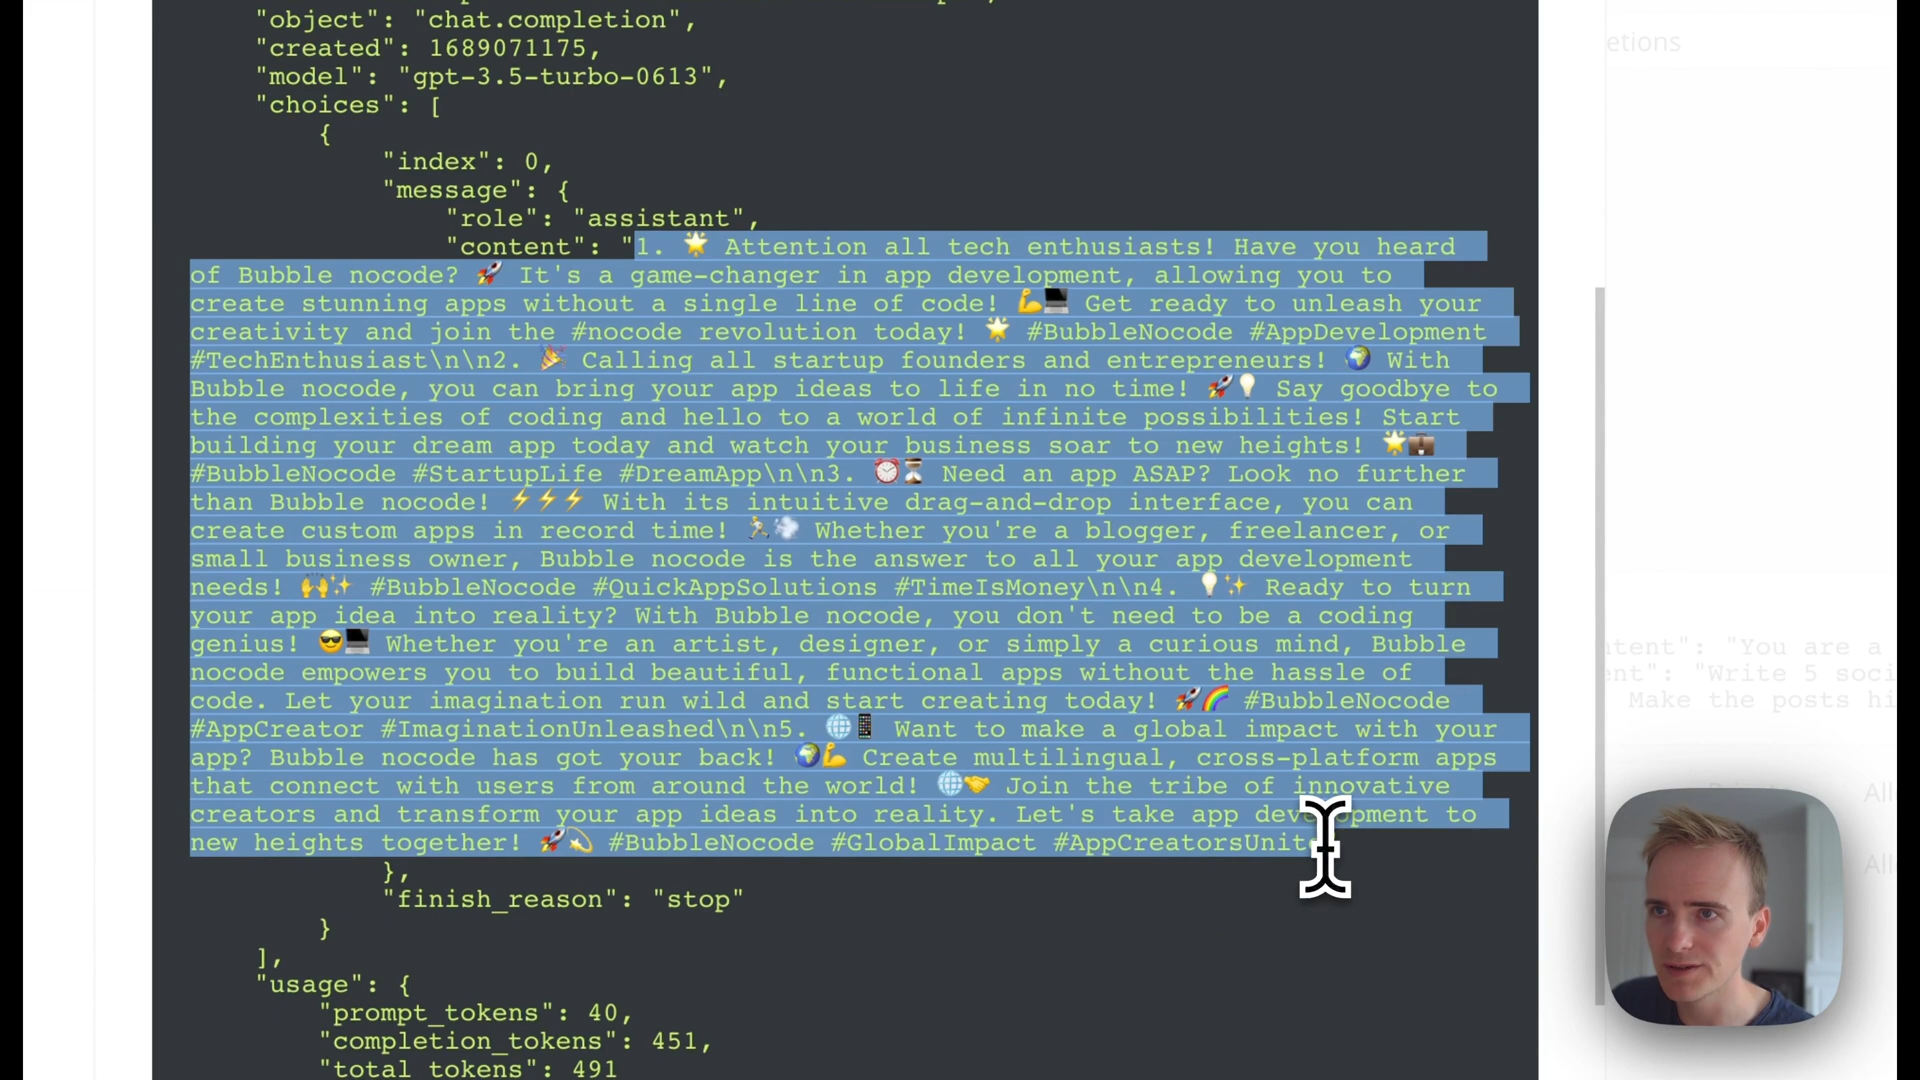 "object": "chat.completion",
"created": 1689071175,
"model": "gpt-3.5-turbo-0613",
"choices": [
{
"index": 0,
"message": {
"role": "assistant",
"content": "1. 🌟 Attention all tech enthusiasts! Have you heard
of Bubble nocode? 🚀 It's a game-changer in app development, allowing you to
create stunning apps without a single line of code! 💪💻 Get ready to unleash your
creativity and join the #nocode revolution today! 🌟 #BubbleNocode #AppDevelopment
#TechEnthusiast\n\n2. 🎉 Calling all startup founders and entrepreneurs! 🌍 With
Bubble nocode, you can bring your app ideas to life in no time! 🚀💡 Say goodbye to
the complexities of coding and hello to a world of infinite possibilities! Start
building your dream app today and watch your business soar to new heights! 🌟💼
#BubbleNocode #StartupLife #DreamApp\n\n3. ⏰⏳ Need an app ASAP? Look no further
than Bubble nocode! ⚡⚡⚡ With its intuitive drag-and-drop interface, you can
create custom apps in record time! 🏃💨 Whether you're a blogger, freelancer, or
small business owner, Bubble nocode is the answer to all your app development
needs! 🙌✨ #BubbleNocode #QuickAppSolutions #TimeIsMoney\n\n4. 💡✨ Ready to turn
your app idea into reality? With Bubble nocode, you don't need to be a coding
genius! 😎💻 Whether you're an artist, designer, or simply a curious mind, Bubble
nocode empowers you to build beautiful, functional apps without the hassle of
code. Let your imagination run wild and start creating today! 🚀🌈 #BubbleNocode
#AppCreator #ImaginationUnleashed\n\n5. 🌐📱 Want to make a global impact with your
app? Bubble nocode has got your back! 🌍💪 Create multilingual, cross-platform apps
that connect with users from around the world! 🌐🤝 Join the tribe of innovative
creators and transform your app ideas into reality. Let's take app development to
new heights together! 🚀💫 #BubbleNocode #GlobalImpact #AppCreatorsUnite
},
"finish_reason": "stop"
}
],
"usage": {
"prompt_tokens": 40,
"completion_tokens": 451,
"total_tokens": 491
etions
ntent": "You are a
ent": "Write 5 soci
Make the posts hi